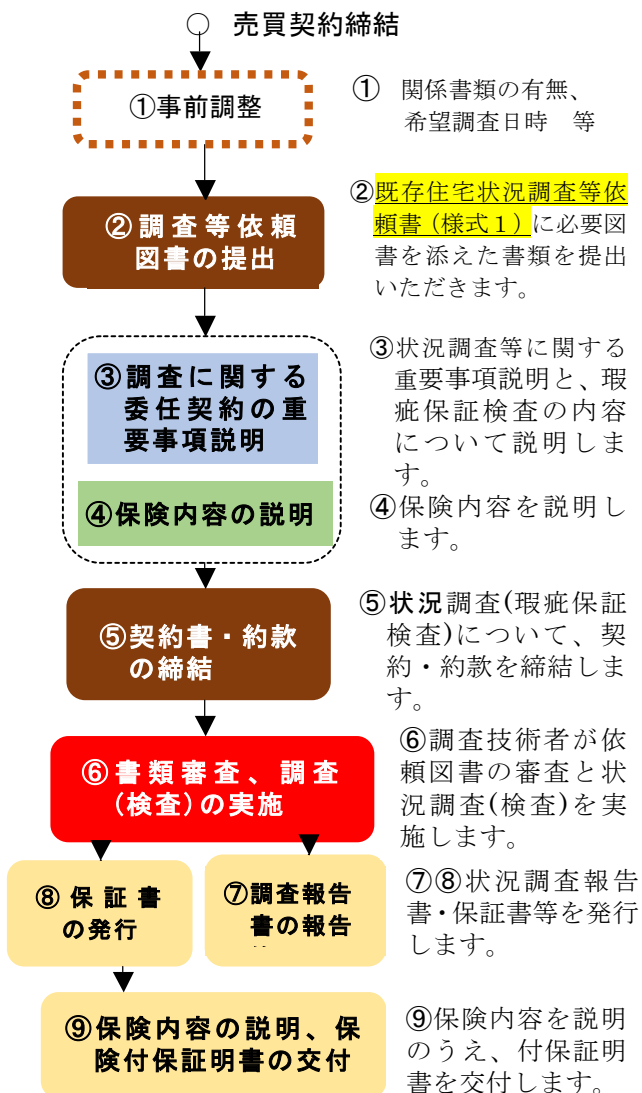 ○ 売買契約締結
①事前調整
① 関係書類の有無、
希望調査日時 等
②調査等依頼
図書の提出
②既存住宅状況調査等依
頼書(様式1)に必要図
書を添えた書類を提出
いただきます。
③調査に関する
委任契約の重
要事項説明
③状況調査等に関する
重要事項説明と、瑕
疵保証検査の内容
について説明しま
す。
④保険内容の説明
④保険内容を説明し
ます。
⑤契約書・約款
の締結
⑤状況調査(瑕疵保証
検査)について、契
約・約款を締結しま
す。
⑥書類審査、調査
(検査)の実施
⑥調査技術者が依
頼図書の審査と状
況調査(検査)を実
施します。
⑧保証書
の発行
⑦調査報告
書の報告
⑦⑧状況調査報告
書・保証書等を発行
します。
⑨保険内容の説明、保
険付保証明書の交付
⑨保険内容を説明
のうえ、付保証明
書を交付します。